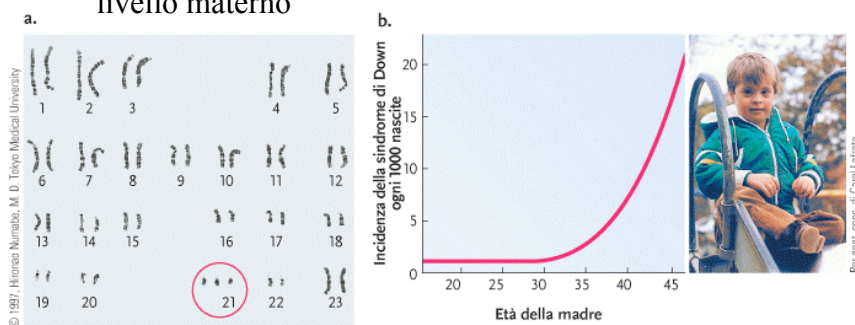 livello materno
a.
© 1997, Hironao Numabe, M. D. Tokyo Medical University
1 2 3 4 5
6 7 8 9 10 11 12
13 14 15 16 17 18
19 20 21 22 23
b.
Incidenza della sindrome di Down
ogni 1000 nascite
20
15
10
5
0
20 25 30 35 40 45
Età della madre